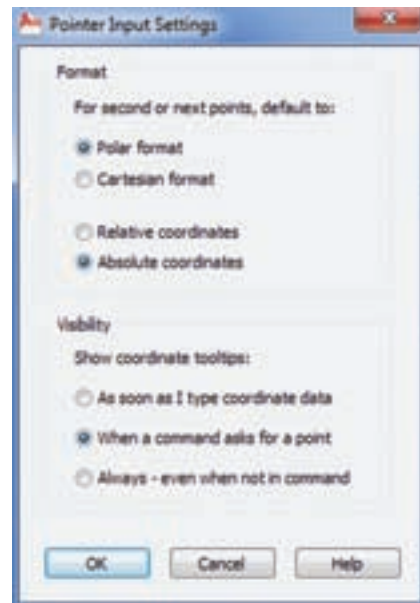 Pointer Input Settings
Format
For second or next points, default to:
Polar format
Cartesian format
Relative coordinates
Absolute coordinates
Visibility
Show coordinate tooltips:
As soon as I type coordinate data
When a command asks for a point
Always - even when not in command
OK
Cancel
Help